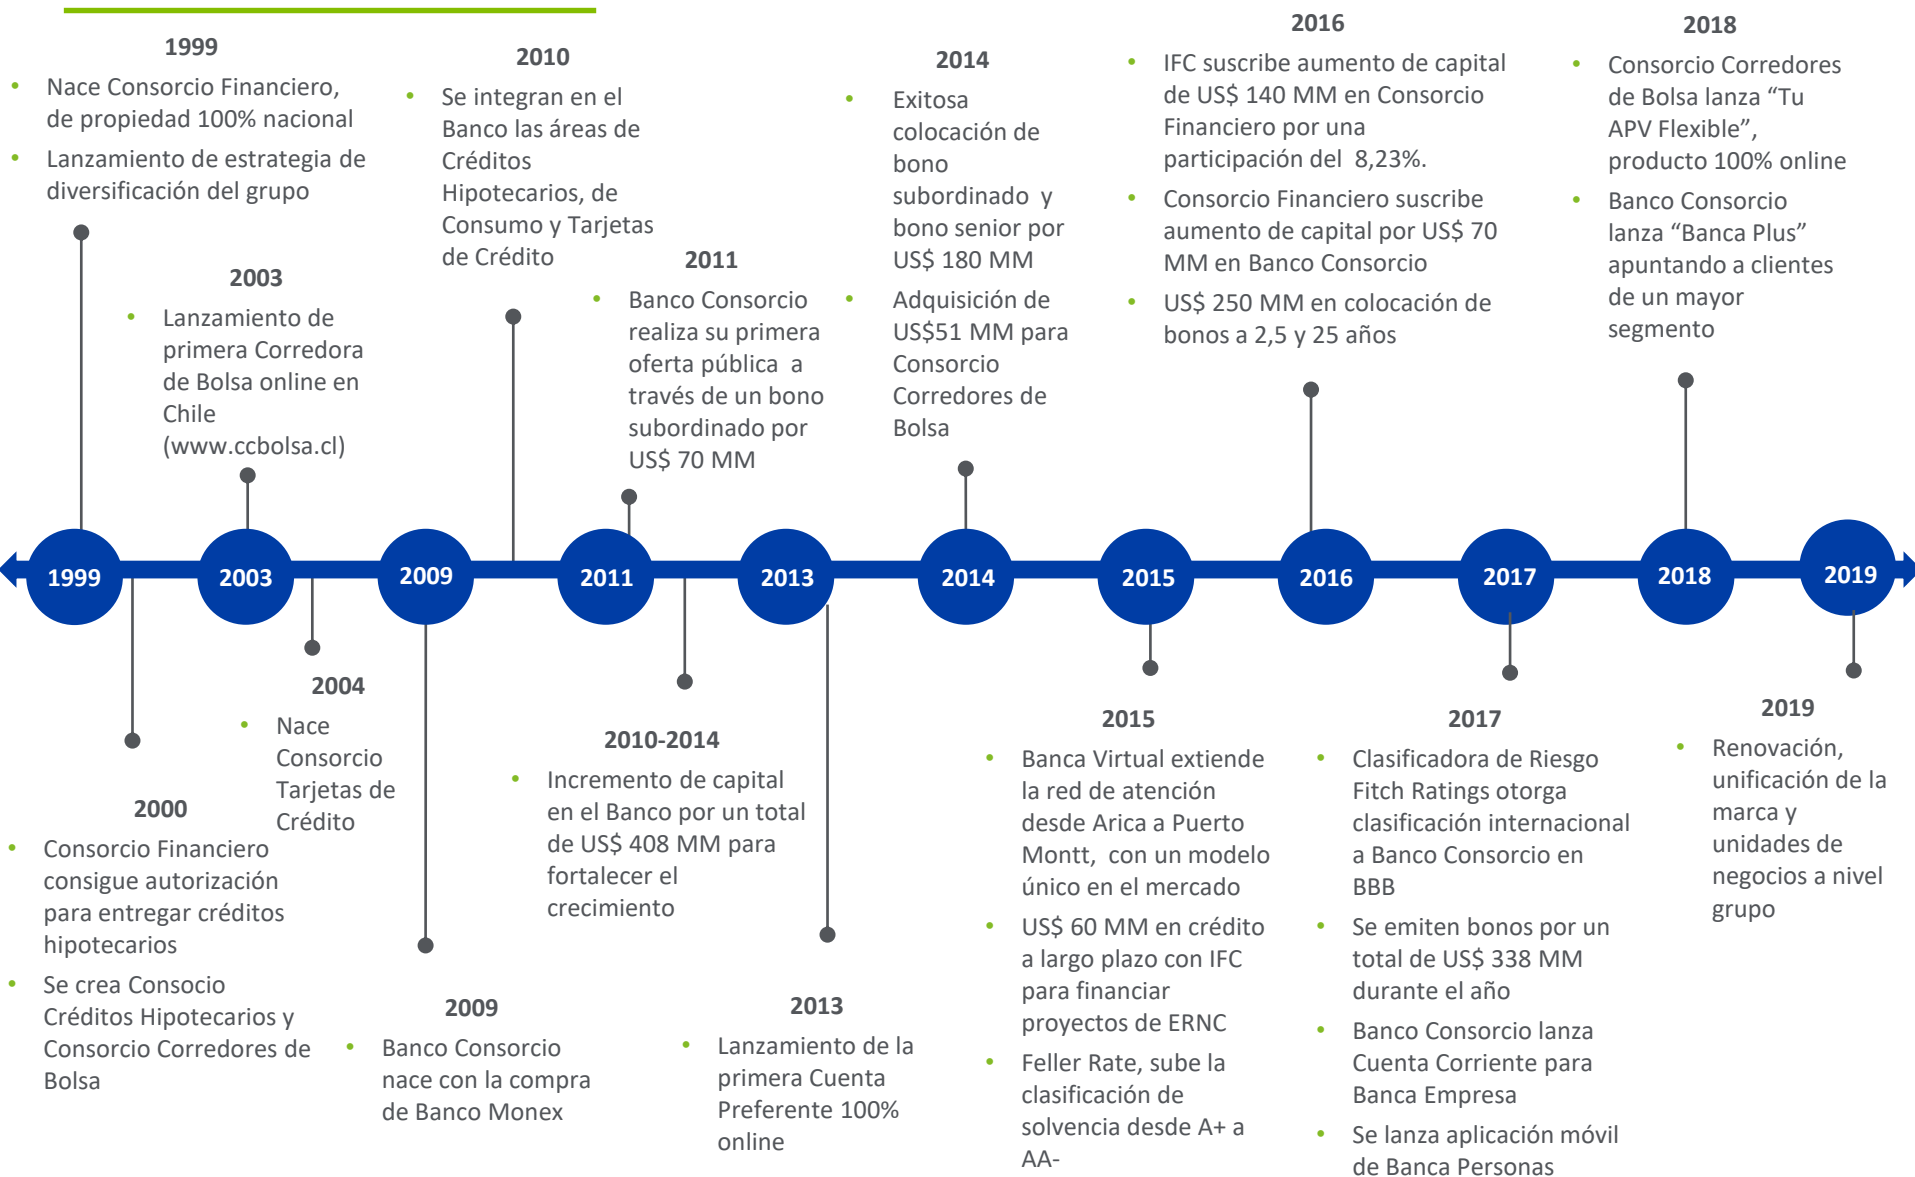 1999
• Nace Consorcio Financiero,
de propiedad 100% nacional
• Lanzamiento de estrategia de
diversificación del grupo
2003
• Lanzamiento de
primera Corredora
de Bolsa online en
Chile
(www.ccbolsa.cl)
2010
• Se integran en el
Banco las áreas de
Créditos
Hipotecarios, de
Consumo y Tarjetas
de Crédito
2011
• Banco Consorcio
realiza su primera
oferta pública a
través de un bono
subordinado por
US$ 70 MM
2014
• Exitosa
colocación de
bono
subordinado y
bono senior por
US$ 180 MM
• Adquisición de
US$51 MM para
Consorcio
Corredores de
Bolsa
2016
• IFC suscribe aumento de capital
de US$ 140 MM en Consorcio
Financiero por una
participación del 8,23%.
• Consorcio Financiero suscribe
aumento de capital por US$ 70
MM en Banco Consorcio
• US$ 250 MM en colocación de
bonos a 2,5 y 25 años
2018
• Consorcio Corredores
de Bolsa lanza “Tu
APV Flexible”,
producto 100% online
• Banco Consorcio
lanza “Banca Plus”
apuntando a clientes
de un mayor
segmento
1999
2003
2009
2011
2013
2014
2015
2016
2017
2018
2019
2000
• Consorcio Financiero
consigue autorización
para entregar créditos
hipotecarios
• Se crea Consocio
Créditos Hipotecarios y
Consorcio Corredores de
Bolsa
2004
• Nace
Consorcio
Tarjetas de
Crédito
2009
• Banco Consorcio
nace con la compra
de Banco Monex
2010-2014
• Incremento de capital
en el Banco por un total
de US$ 408 MM para
fortalecer el
crecimiento
2013
• Lanzamiento de la
primera Cuenta
Preferente 100%
online
2015
• Banca Virtual extiende
la red de atención
desde Arica a Puerto
Montt, con un modelo
único en el mercado
• US$ 60 MM en crédito
a largo plazo con IFC
para financiar
proyectos de ERNC
• Feller Rate, sube la
clasificación de
solvencia desde A+ a
AA-
2017
• Clasificadora de Riesgo
Fitch Ratings otorga
clasificación internacional
a Banco Consorcio en
BBB
• Se emiten bonos por un
total de US$ 338 MM
durante el año
• Banco Consorcio lanza
Cuenta Corriente para
Banca Empresa
• Se lanza aplicación móvil
de Banca Personas
2019
• Renovación,
unificación de la
marca y
unidades de
negocios a nivel
grupo